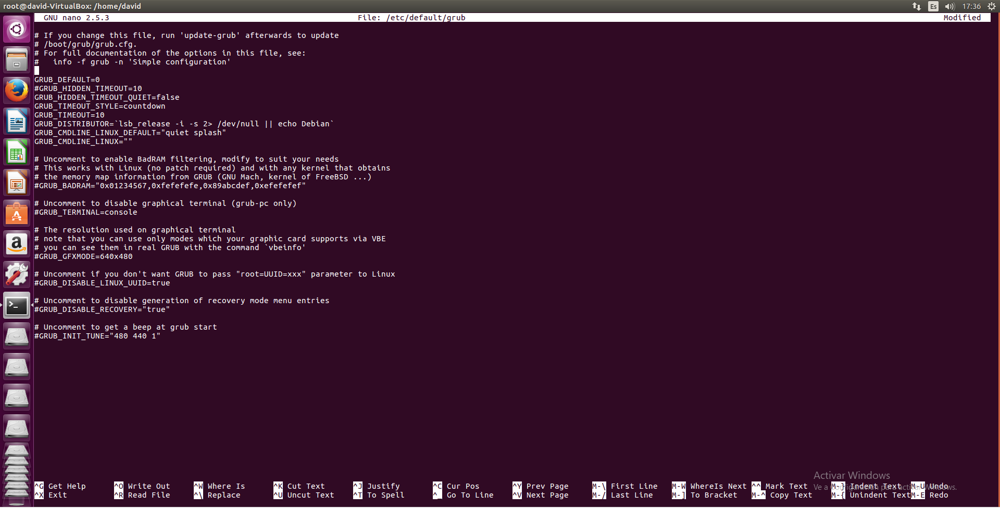 root@david-VirtualBox: /home/david
Es
17:36
GNU nano 2.5.3 File: /etc/default/grub Modified
# If you change this file, run 'update-grub' afterwards to update
# /boot/grub/grub.cfg.
# For full documentation of the options in this file, see:
#   info -f grub -n 'Simple configuration'
GRUB_DEFAULT=0
#GRUB_HIDDEN_TIMEOUT=10
GRUB_HIDDEN_TIMEOUT_QUIET=false
GRUB_TIMEOUT_STYLE=countdown
GRUB_TIMEOUT=10
GRUB_DISTRIBUTOR=`lsb_release -i -s 2> /dev/null || echo Debian`
GRUB_CMDLINE_LINUX_DEFAULT="quiet splash"
GRUB_CMDLINE_LINUX=""
# Uncomment to enable BadRAM filtering, modify to suit your needs
# This works with Linux (no patch required) and with any kernel that obtains
# the memory map information from GRUB (GNU Mach, kernel of FreeBSD ...)
#GRUB_BADRAM="0x01234567,0xfefefefe,0x89abcdef,0xefefefef"
# Uncomment to disable graphical terminal (grub-pc only)
#GRUB_TERMINAL=console
# The resolution used on graphical terminal
# note that you can use only modes which your graphic card supports via VBE
# you can see them in real GRUB with the command `vbeinfo'
#GRUB_GFXMODE=640x480
# Uncomment if you don't want GRUB to pass "root=UUID=xxx" parameter to Linux
#GRUB_DISABLE_LINUX_UUID=true
# Uncomment to disable generation of recovery mode menu entries
#GRUB_DISABLE_RECOVERY="true"
# Uncomment to get a beep at grub start
#GRUB_INIT_TUNE="480 440 1"
Activar Windows
Ve a Configuración para activar Windows.
^G Get Help ^O Write Out ^W Where Is ^K Cut Text ^J Justify ^C Cur Pos ^Y Prev Page M-\ First Line M-W WhereIs Next ^^ Mark Text M-} Indent Text M-U Undo
^X Exit ^R Read File ^\ Replace ^U Uncut Text ^T To Spell ^_ Go To Line ^V Next Page M-/ Last Line M-] To Bracket M-^ Copy Text M-{ Unindent Text M-E Redo